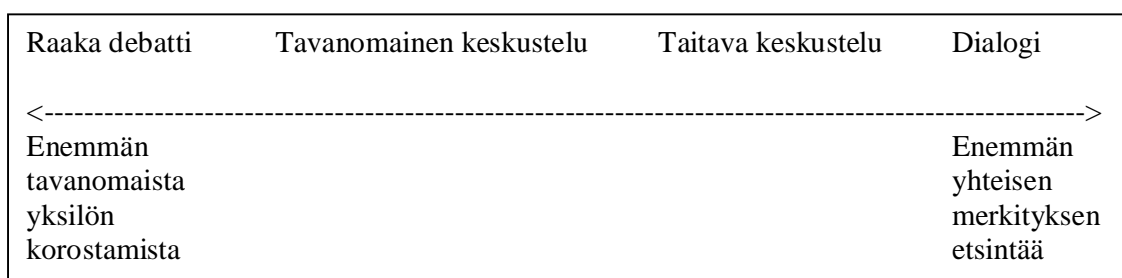 Raaka debatti Tavanomainen keskustelu Taitava keskustelu Dialogi
<-------------------------------------------------------------------------------------------------------->
Enemmän Enemmän
tavanomaista yhteisen
yksilön merkityksen
korostamista etsintää